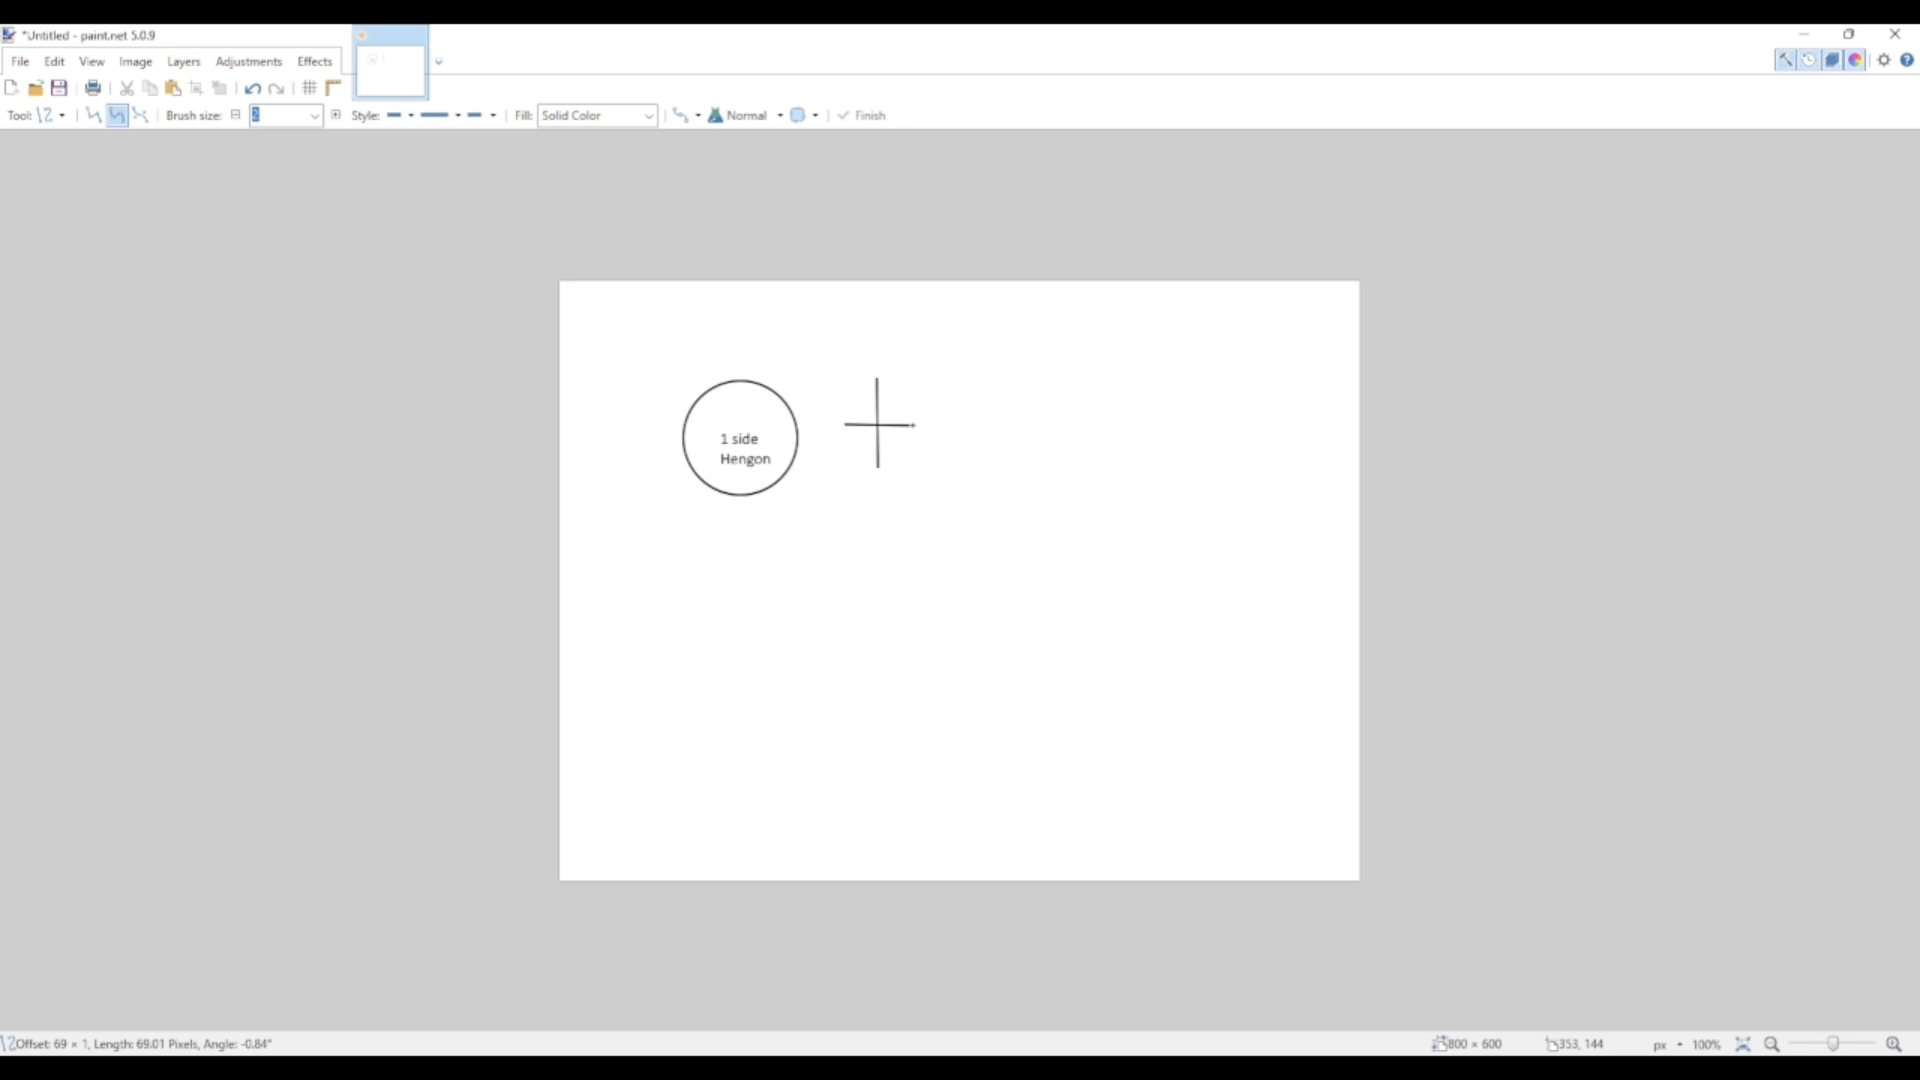 *Untitled - paint.net 5.0.9
File Edit View Image Layers Adjustments Effects
Tool: Brush size: 2 Style: Fill: Solid Color Normal Finish
1 side
Hengon
Offset: 69 × 1, Length: 69.01 Pixels, Angle: -0.84° 800 × 600 353, 144 px 100%